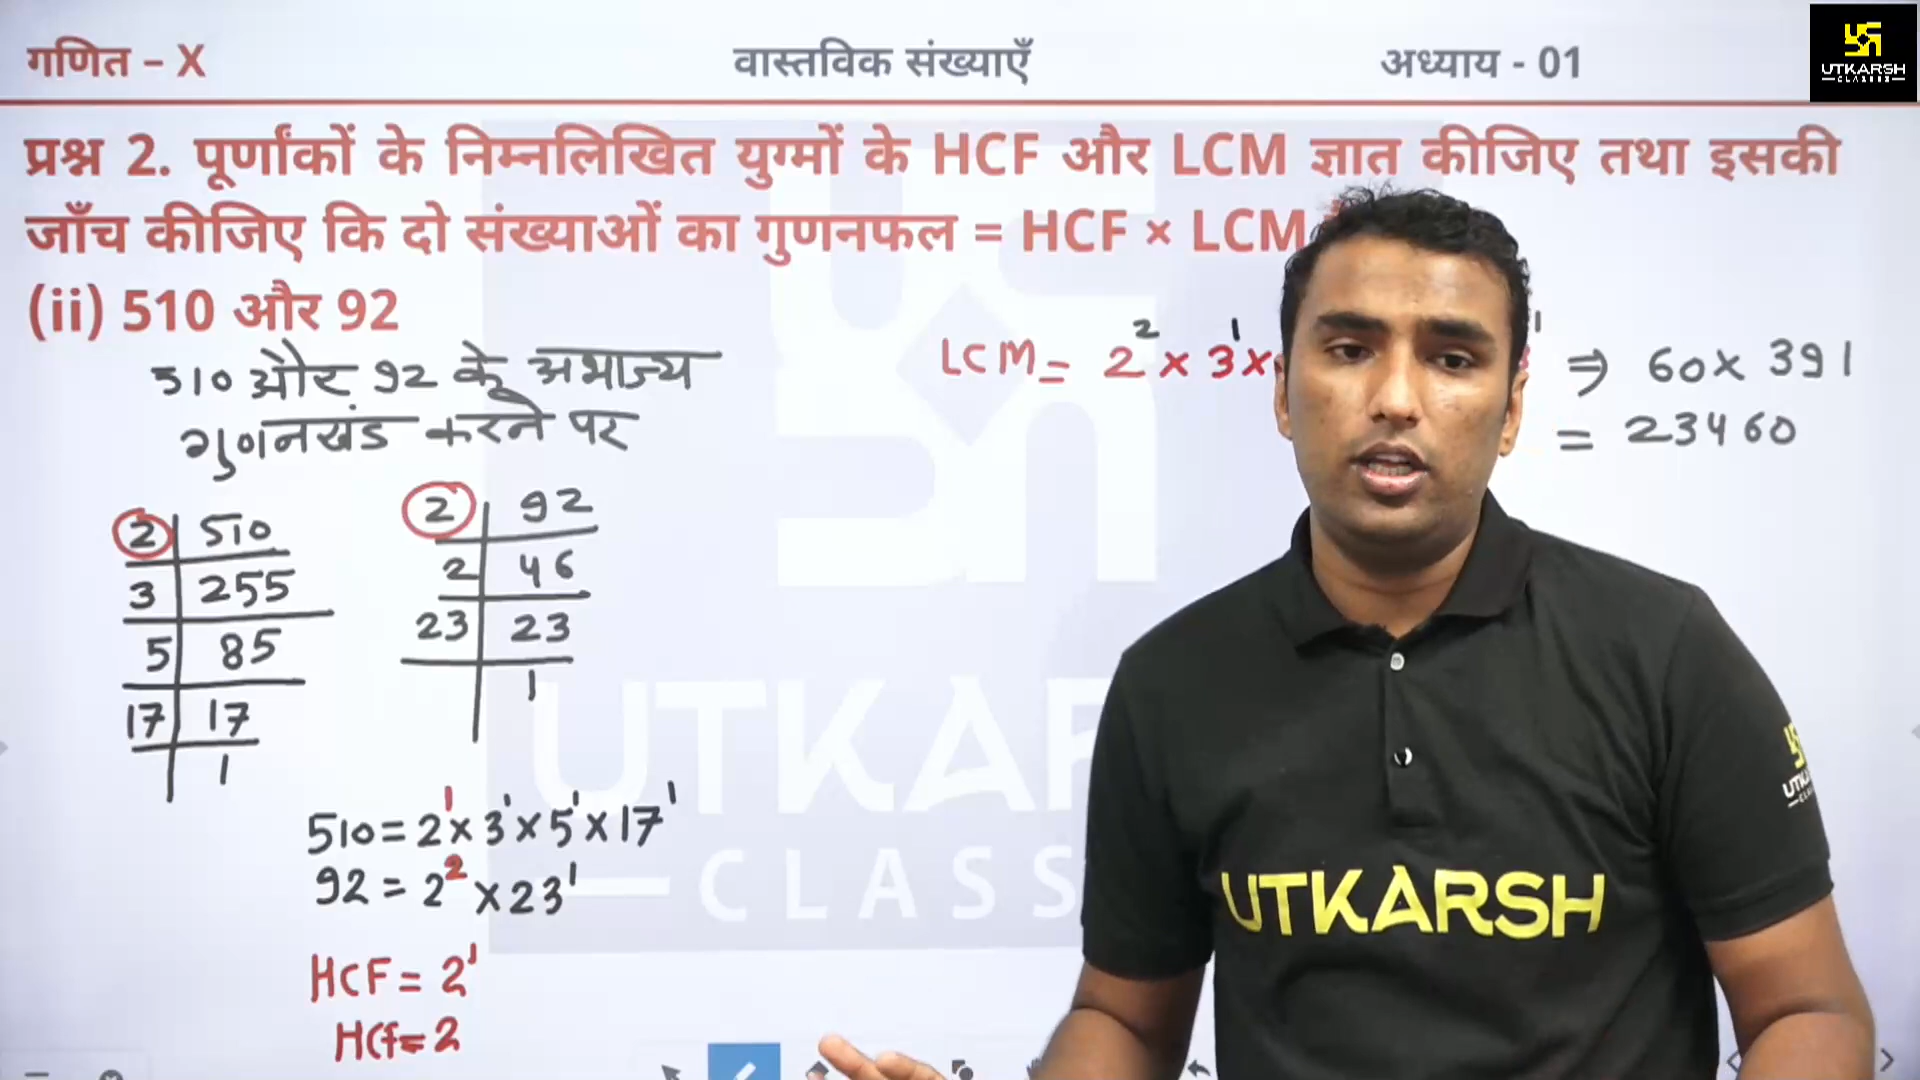 गणित – X वास्तविक संख्याएँ अध्याय - 01
UTKARSH
CLASSES
प्रश्न 2. पूर्णांकों के निम्नलिखित युग्मों के HCF और LCM ज्ञात कीजिए तथा इसकी
जाँच कीजिए कि दो संख्याओं का गुणनफल = HCF × LCM
(ii) 510 और 92
510 और 92 के अभाज्य
गुणनखंड करने पर
2 | 510
3 | 255
5 | 85
17 | 17
1
2 | 92
2 | 46
23 | 23
1
510 = 2¹ × 3¹ × 5¹ × 17¹
92 = 2² × 23¹
HCF = 2¹
HCf = 2
LCM = 2² × 3¹ × ⇒ 60 × 391
= 23460
UTKARSH
UTKARSH
CLASS